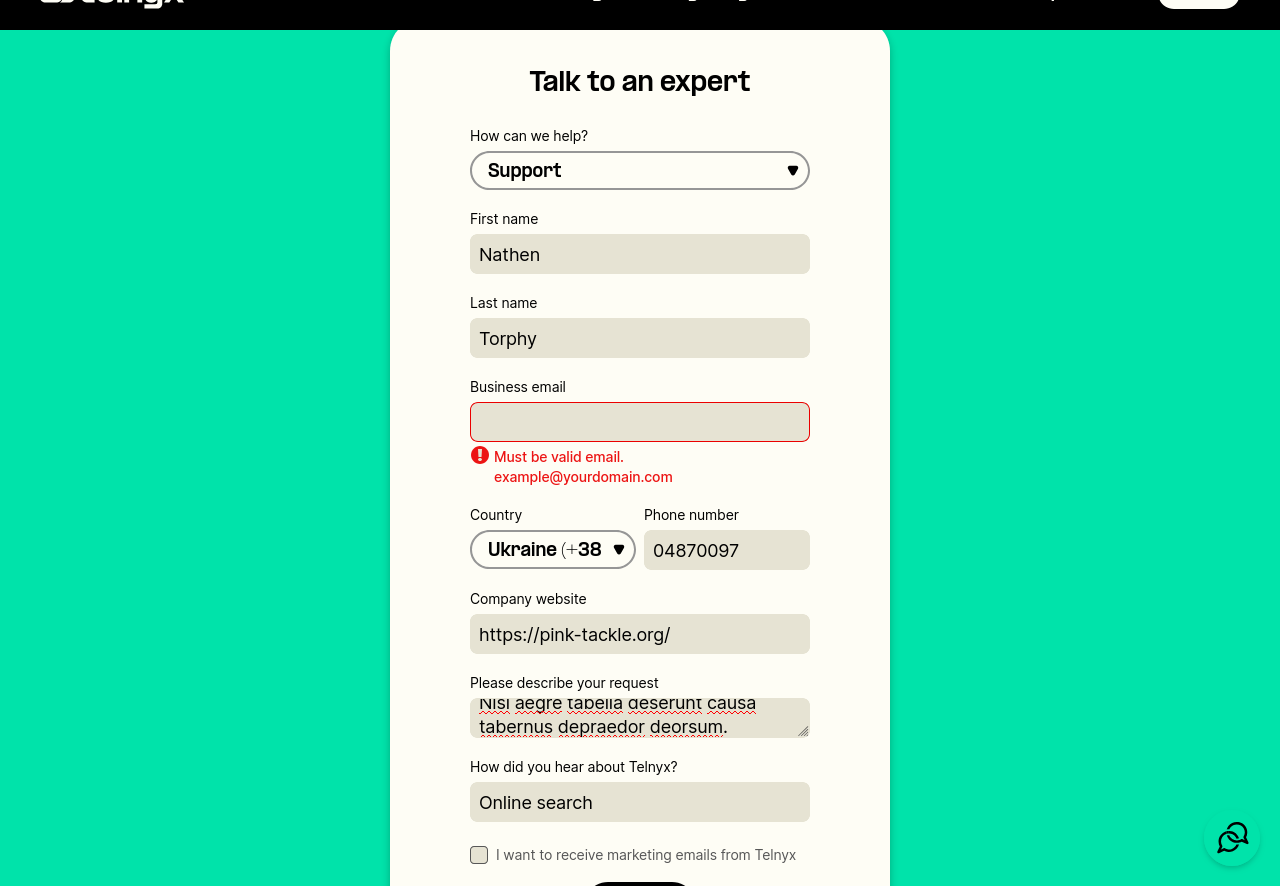 Talk to an expert
How can we help?
Support
First name
Nathen
Last name
Torphy
Business email
Must be valid email.
example@yourdomain.com
Country
Phone number
Ukraine (+38
04870097
Company website
https://pink-tackle.org/
Please describe your request
Nisi aegre tabella deserunt causa
tabernus depraedor deorsum.
How did you hear about Telnyx?
Online search
I want to receive marketing emails from Telnyx